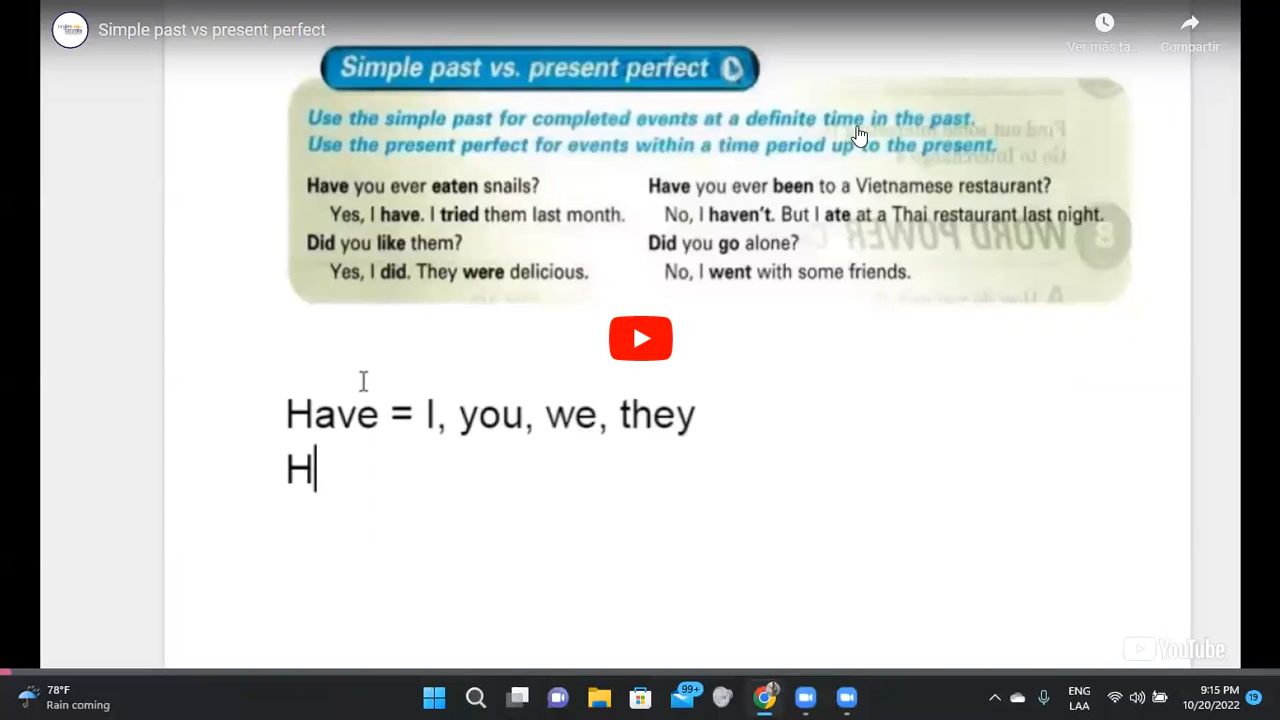 Simple past vs present perfect
Ver más ta...
Compartir
Simple past vs. present perfect
Use the simple past for completed events at a definite time in the past.
Use the present perfect for events within a time period up to the present.
Have you ever eaten snails?
Yes, I have. I tried them last month.
Did you like them?
Yes, I did. They were delicious.
Have you ever been to a Vietnamese restaurant?
No, I haven't. But I ate at a Thai restaurant last night.
Did you go alone?
No, I went with some friends.
WORD POWER
8
Have = I, you, we, they
H
YouTube
78°F
Rain coming
99+
ENG
LAA
9:15 PM
10/20/2022
19